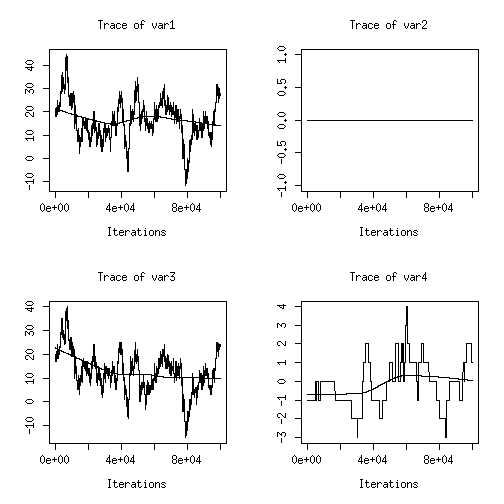 Trace of var1
40
30
20
10
0
-10
0e+00 4e+04 8e+04
Iterations
Trace of var2
1.0
0.5
0.0
-0.5
-1.0
0e+00 4e+04 8e+04
Iterations
Trace of var3
40
30
20
10
0
-10
0e+00 4e+04 8e+04
Iterations
Trace of var4
4
3
2
1
0
-1
-2
-3
0e+00 4e+04 8e+04
Iterations